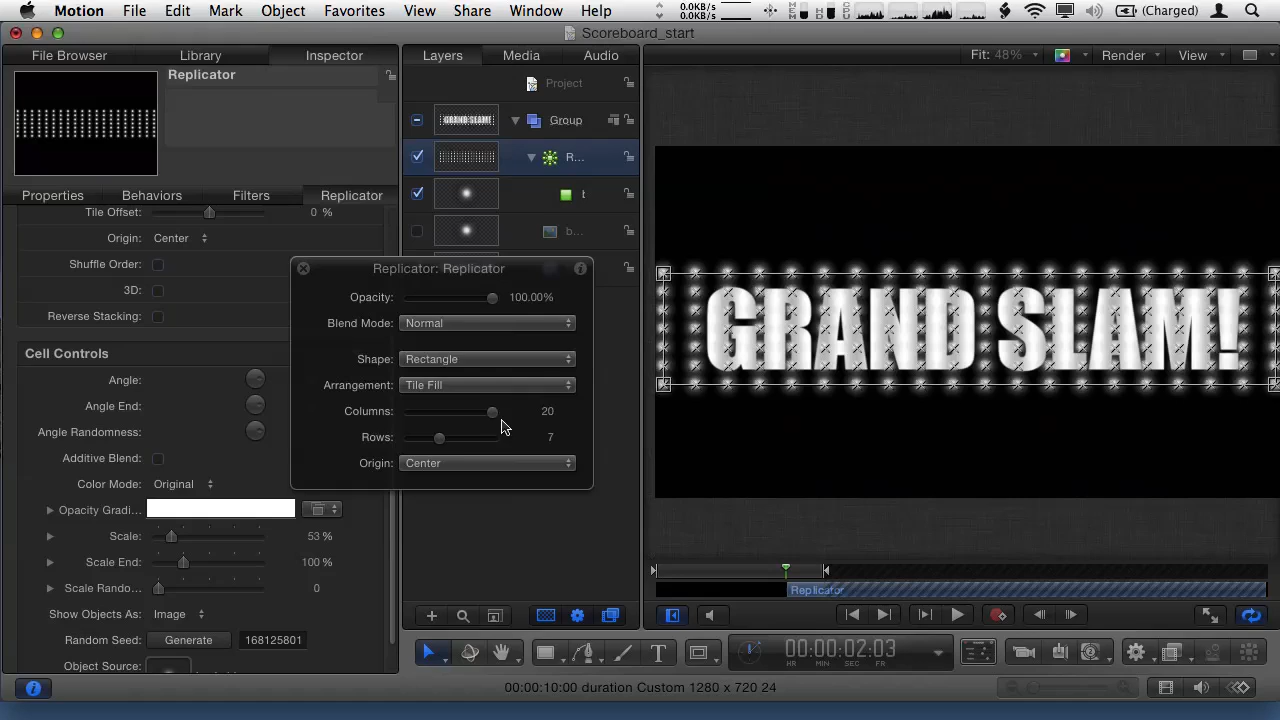 Motion File Edit Mark Object Favorites View Share Window Help 0.0KB/s 0.0KB/s (Charged)
Scoreboard_start
File Browser Library Inspector Layers Media Audio Fit: 48% Render View
Replicator
Project
Group
R...
t
b...
Properties Behaviors Filters Replicator
Tile Offset: 0 %
Origin: Center
Shuffle Order:
3D:
Reverse Stacking:
Cell Controls
Angle:
Angle End:
Angle Randomness:
Additive Blend:
Color Mode: Original
Opacity Gradi...
Scale: 53 %
Scale End: 100 %
Scale Rando... 0
Show Objects As: Image
Random Seed: Generate 168125801
Object Source:
Replicator: Replicator
Opacity: 100.00%
Blend Mode: Normal
Shape: Rectangle
Arrangement: Tile Fill
Columns: 20
Rows: 7
Origin: Center
GRAND SLAM!
Replicator
T 00:00:02:03
HR MIN SEC FR
00:00:10:00 duration Custom 1280 x 720 24